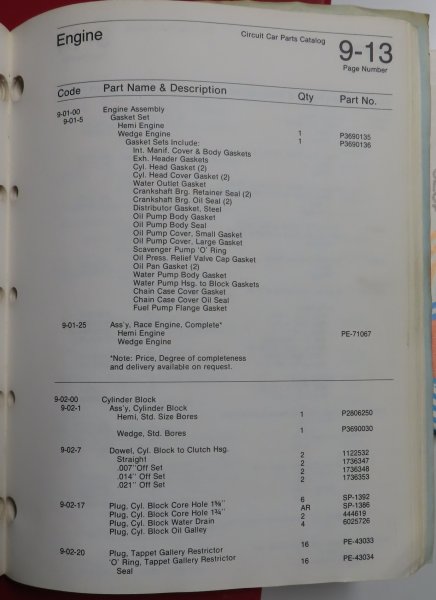 Engine
Circuit Car Parts Catalog
9-13
Page Number
Code Part Name & Description Qty Part No.
9-01-00 Engine Assembly
9-01-5 Gasket Set
Hemi Engine 1 P3690135
Wedge Engine 1 P3690136
Gasket Sets Include:
Int. Manif. Cover & Body Gaskets
Exh. Header Gaskets
Cyl. Head Gasket (2)
Cyl. Head Cover Gasket (2)
Water Outlet Gasket
Crankshaft Brg. Retainer Seal (2)
Crankshaft Brg. Oil Seal (2)
Distributor Gasket, Steel
Oil Pump Body Gasket
Oil Pump Body Seal
Oil Pump Cover, Small Gasket
Oil Pump Cover, Large Gasket
Scavenger Pump 'O' Ring
Oil Press. Relief Valve Cap Gasket
Oil Pan Gasket (2)
Water Pump Body Gasket
Water Pump Hsg. to Block Gaskets
Chain Case Cover Gasket
Chain Case Cover Oil Seal
Fuel Pump Flange Gasket
9-01-25 Ass'y, Race Engine, Complete*
Hemi Engine PE-71067
Wedge Engine
*Note: Price, Degree of completeness
and delivery available on request.
9-02-00 Cylinder Block
9-02-1 Ass'y, Cylinder Block
Hemi, Std. Size Bores 1 P2806250
Wedge, Std. Bores 1 P3690030
9-02-7 Dowel, Cyl. Block to Clutch Hsg.
Straight 2 1122532
.007" Off Set 2 1736347
.014" Off Set 2 1736348
.021" Off Set 2 1736353
9-02-17 Plug, Cyl. Block Core Hole 1⅝" 6 SP-1392
Plug, Cyl. Block Core Hole 1¾" AR SP-1386
Plug, Cyl. Block Water Drain 2 444619
Plug, Cyl. Block Oil Galley 4 6025726
9-02-20 Plug, Tappet Gallery Restrictor 16 PE-43033
'O' Ring, Tappet Gallery Restrictor 16 PE-43034
Seal